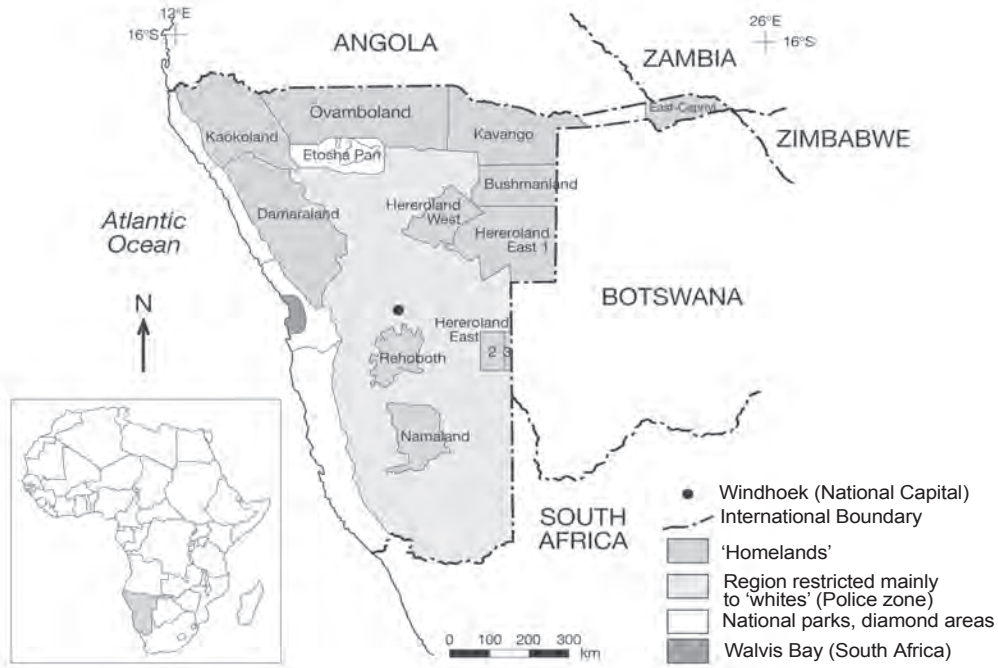 12°E
16°S
ANGOLA
26°E
16°S
ZAMBIA
ZIMBABWE
Ovamboland
Kaokoland
Kavango
East-Caprivi
Etosha Pan
Bushmanland
Damaraland
Hereroland
West
Hereroland
East 1
Atlantic
Ocean
BOTSWANA
N
Hereroland
East
2 3
Rehoboth
Namaland
SOUTH
AFRICA
Windhoek (National Capital)
International Boundary
'Homelands'
Region restricted mainly
to 'whites' (Police zone)
National parks, diamond areas
Walvis Bay (South Africa)
0 100 200 300
km